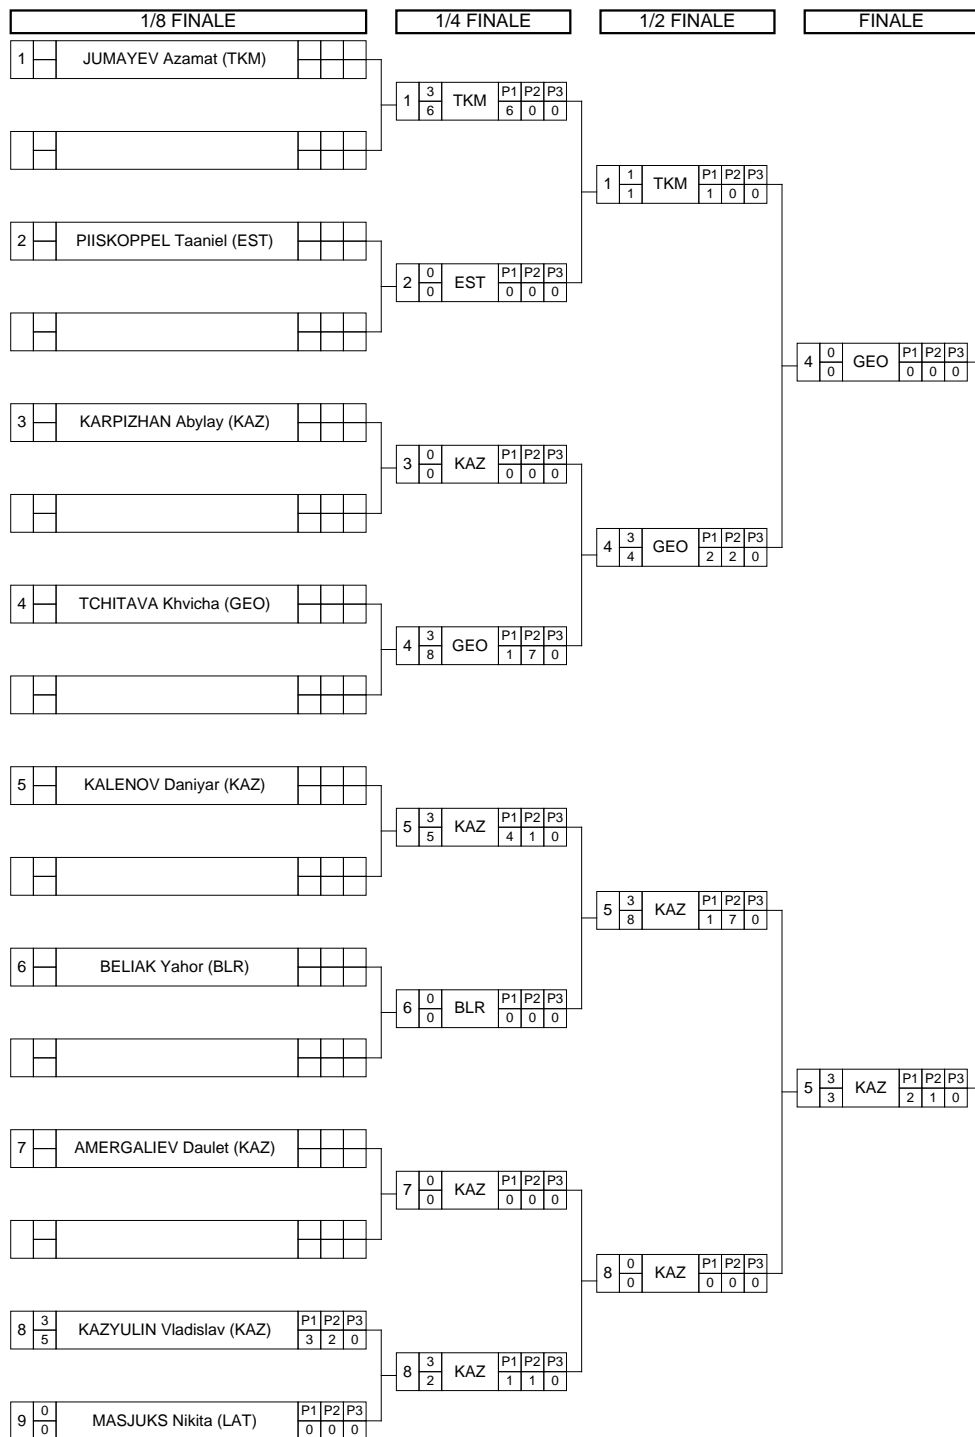 1/8 FINALE 1/4 FINALE 1/2 FINALE FINALE
1 JUMAYEV Azamat (TKM)
1 3 6 TKM P1 P2 P3 6 0 0
1 1 1 TKM P1 P2 P3 1 0 0
2 PIISKOPPEL Taaniel (EST)
2 0 0 EST P1 P2 P3 0 0 0
4 0 0 GEO P1 P2 P3 0 0 0
3 KARPIZHAN Abylay (KAZ)
3 0 0 KAZ P1 P2 P3 0 0 0
4 3 4 GEO P1 P2 P3 2 2 0
4 TCHITAVA Khvicha (GEO)
4 3 8 GEO P1 P2 P3 1 7 0
5 KALENOV Daniyar (KAZ)
5 3 5 KAZ P1 P2 P3 4 1 0
5 3 8 KAZ P1 P2 P3 1 7 0
6 BELIAK Yahor (BLR)
6 0 0 BLR P1 P2 P3 0 0 0
5 3 3 KAZ P1 P2 P3 2 1 0
7 AMERGALIEV Daulet (KAZ)
7 0 0 KAZ P1 P2 P3 0 0 0
8 0 0 KAZ P1 P2 P3 0 0 0
8 3 5 KAZYULIN Vladislav (KAZ) P1 P2 P3 3 2 0
8 3 2 KAZ P1 P2 P3 1 1 0
9 0 0 MASJUKS Nikita (LAT) P1 P2 P3 0 0 0